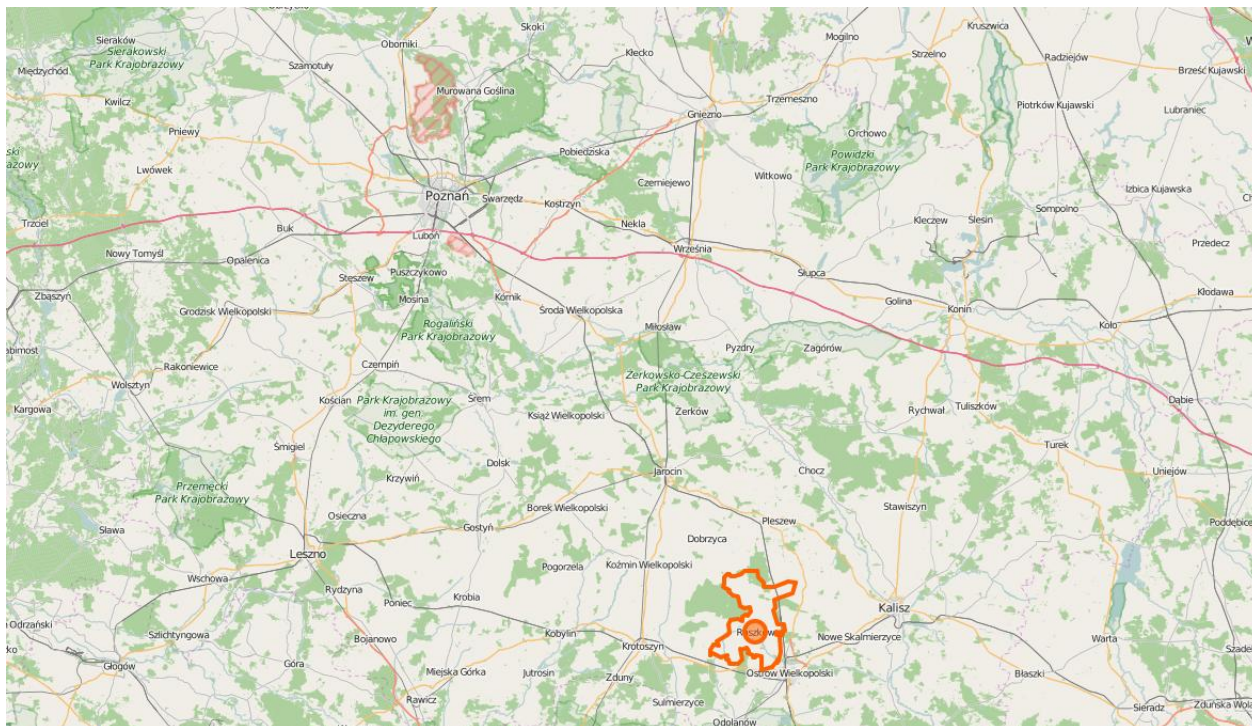 Sieraków
Sierakowski
Park Krajobrazowy
Międzychód
Kwilcz
Pniewy
Lwówek
Szamotuły
Oborniki
Skoki
Murowana Goślina
Kłecko
Mogilno
Strzelno
Kruszwica
Radziejów
Brześć Kujawski
Piotrków Kujawski
Lubraniec
Trzemeszno
Gniezno
Orchowo
Powidzki
Park Krajobrazowy
Pobiedziska
Poznań
Swarzędz
Kostrzyn
Czerniejewo
Witkowo
Nekla
Kleczew
Ślesin
Sompolno
Izbica Kujawska
Przedecz
Trzciel
Buk
Luboń
Września
Nowy Tomyśl
Opalenica
Stęszew
Puszczykowo
Słupca
Zbąszyń
Mosina
Kórnik
Golina
Konin
Kłodawa
Grodzisk Wielkopolski
Środa Wielkopolska
Koło
Rogaliński
Park Krajobrazowy
Miłosław
Pyzdry
Zagórów
Rakoniewice
Czempiń
Żerkowsko-Czeszewski
Park Krajobrazowy
Wolsztyn
Kargowa
Kościan
Park Krajobrazowy
im. gen.
Dezyderego
Chłapowskiego
Śrem
Książ Wielkopolski
Żerków
Rychwał
Tuliszków
Dąbie
Śmigiel
Turek
Dolsk
Krzywiń
Jarocin
Chocz
Uniejów
Przemęcki
Park Krajobrazowy
Osieczna
Borek Wielkopolski
Stawiszyn
Sława
Gostyń
Pleszew
Poddębice
Leszno
Dobrzyca
Pogorzela
Koźmin Wielkopolski
Wschowa
Rydzyna
Krobia
Poniec
Kalisz
Raszków
Szlichtyngowa
Bojanowo
Kobylin
Krotoszyn
Nowe Skalmierzyce
Warta
Głogów
Góra
Miejska Górka
Jutrosin
Zduny
Ostrów Wielkopolski
Błaszki
Rawicz
Sulmierzyce
Odolanów
Sieradz
Zduńska Wola